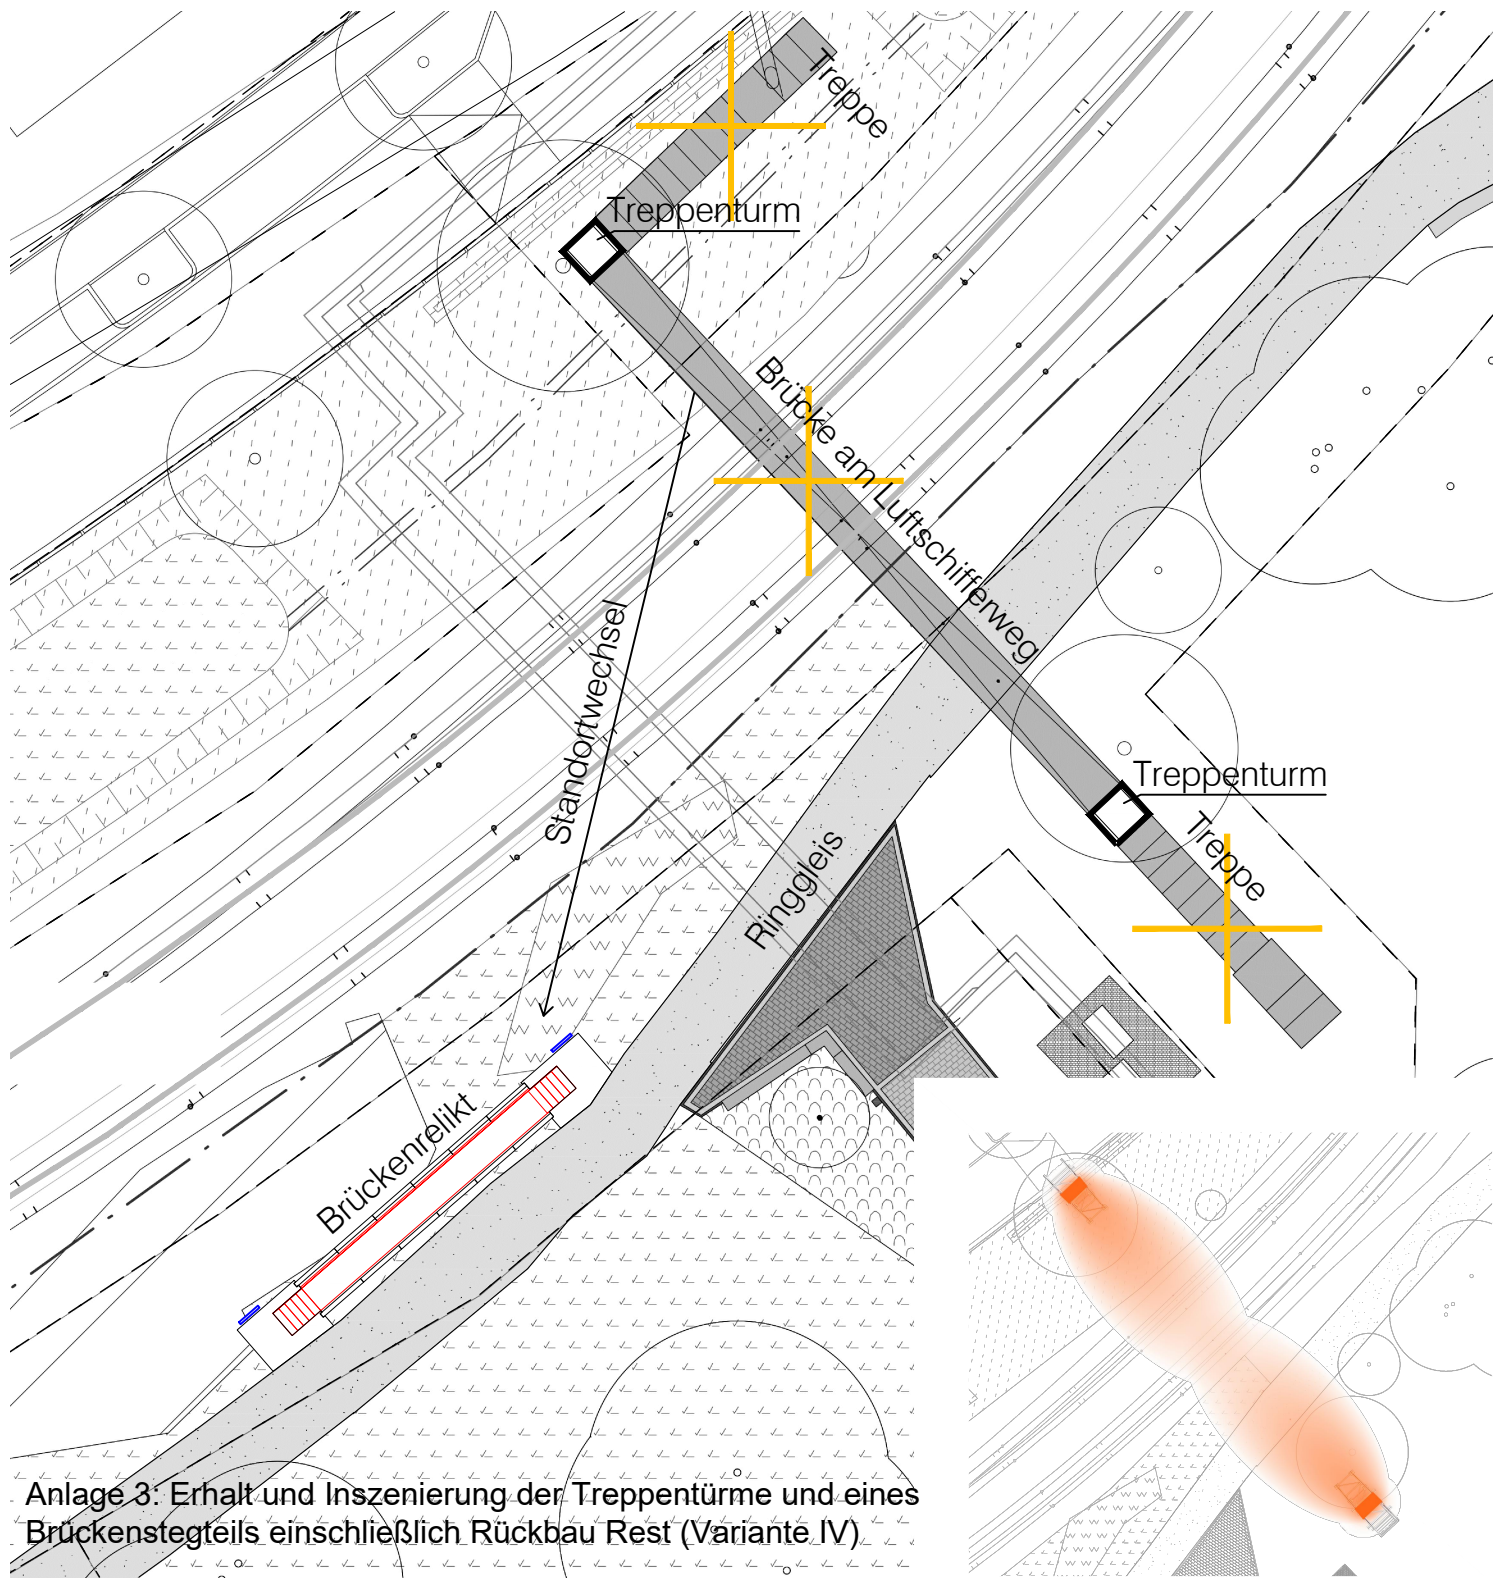 Treppe
Treppenturm
Brücke am Luftschifferweg
Standortwechsel
Treppenturm
Treppe
Ringgleis
Brückenrelikt
Anlage 3: Erhalt und Inszenierung der Treppentürme und eines
Brückenstegteils einschließlich Rückbau Rest (Variante IV)